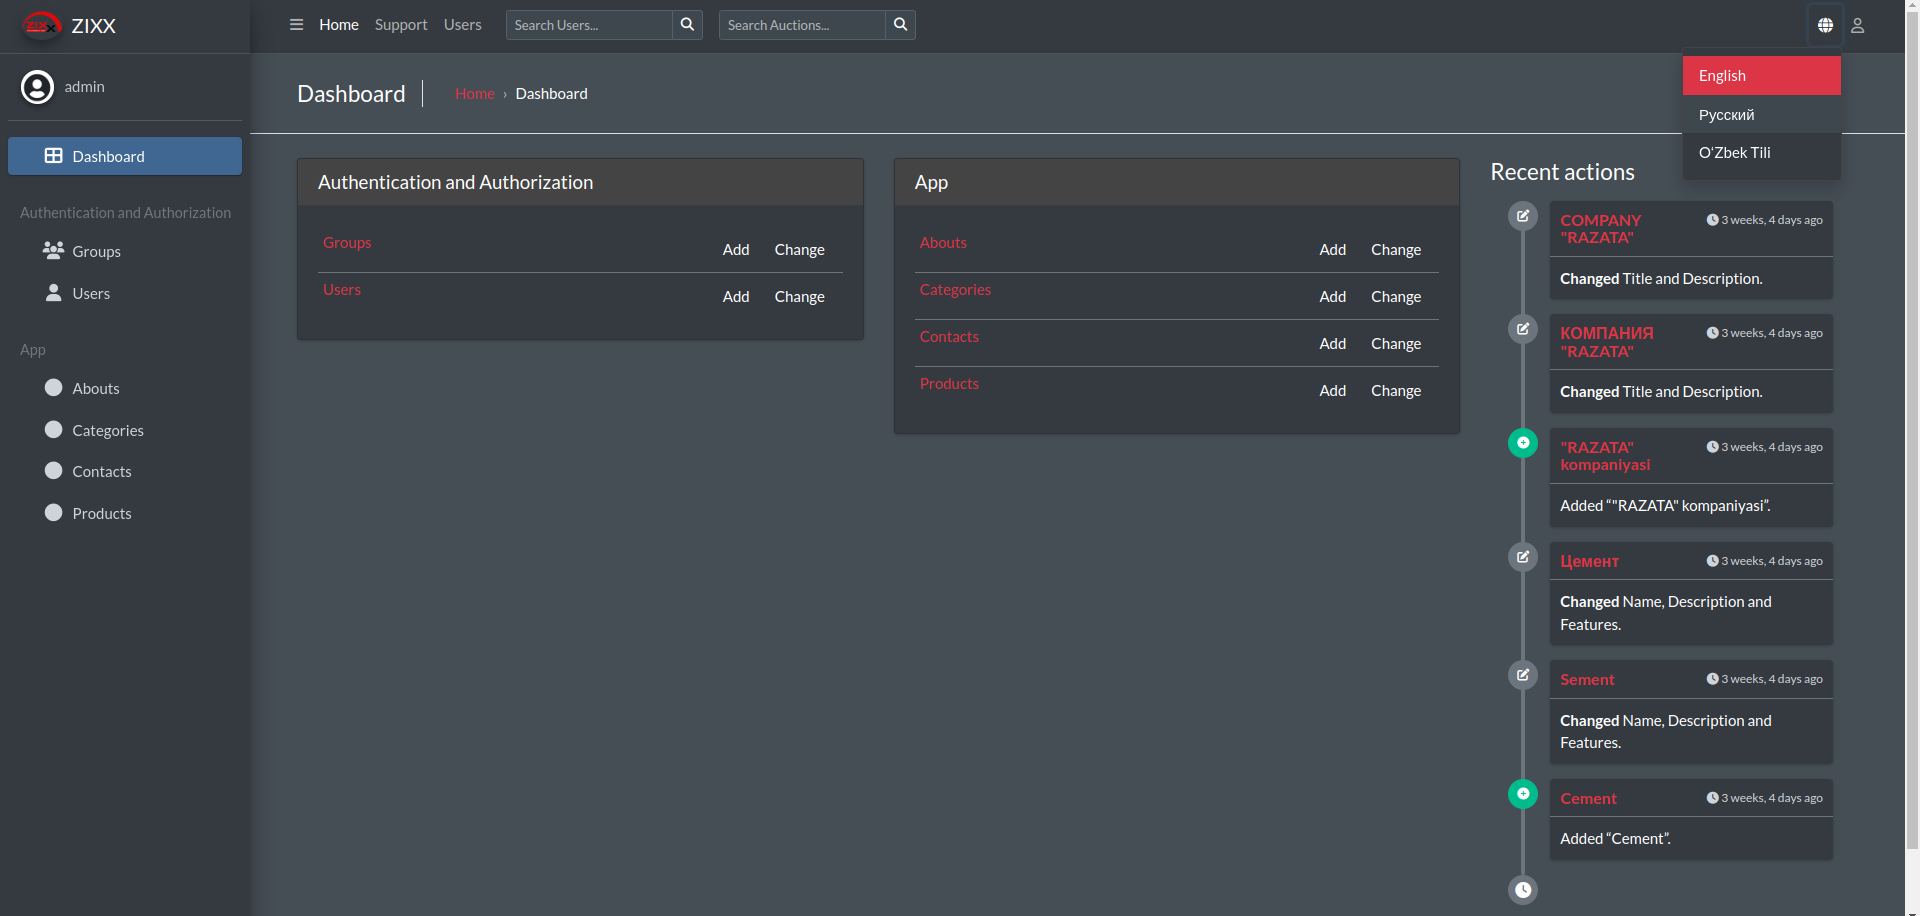 ZIXX
ZIXX
Home Support Users Search Users... Search Auctions...
admin
English
Русский
OʻZbek Tili
Dashboard
Home › Dashboard
Dashboard
Authentication and Authorization
Groups
Users
App
Abouts
Categories
Contacts
Products
Authentication and Authorization
Groups Add Change
Users Add Change
App
Abouts Add Change
Categories Add Change
Contacts Add Change
Products Add Change
Recent actions
COMPANY
"RAZATA"
3 weeks, 4 days ago
Changed Title and Description.
КОМПАНИЯ
"RAZATA"
3 weeks, 4 days ago
Changed Title and Description.
"RAZATA"
kompaniyasi
3 weeks, 4 days ago
Added “"RAZATA" kompaniyasi”.
Цемент
3 weeks, 4 days ago
Changed Name, Description and
Features.
Sement
3 weeks, 4 days ago
Changed Name, Description and
Features.
Cement
3 weeks, 4 days ago
Added “Cement”.